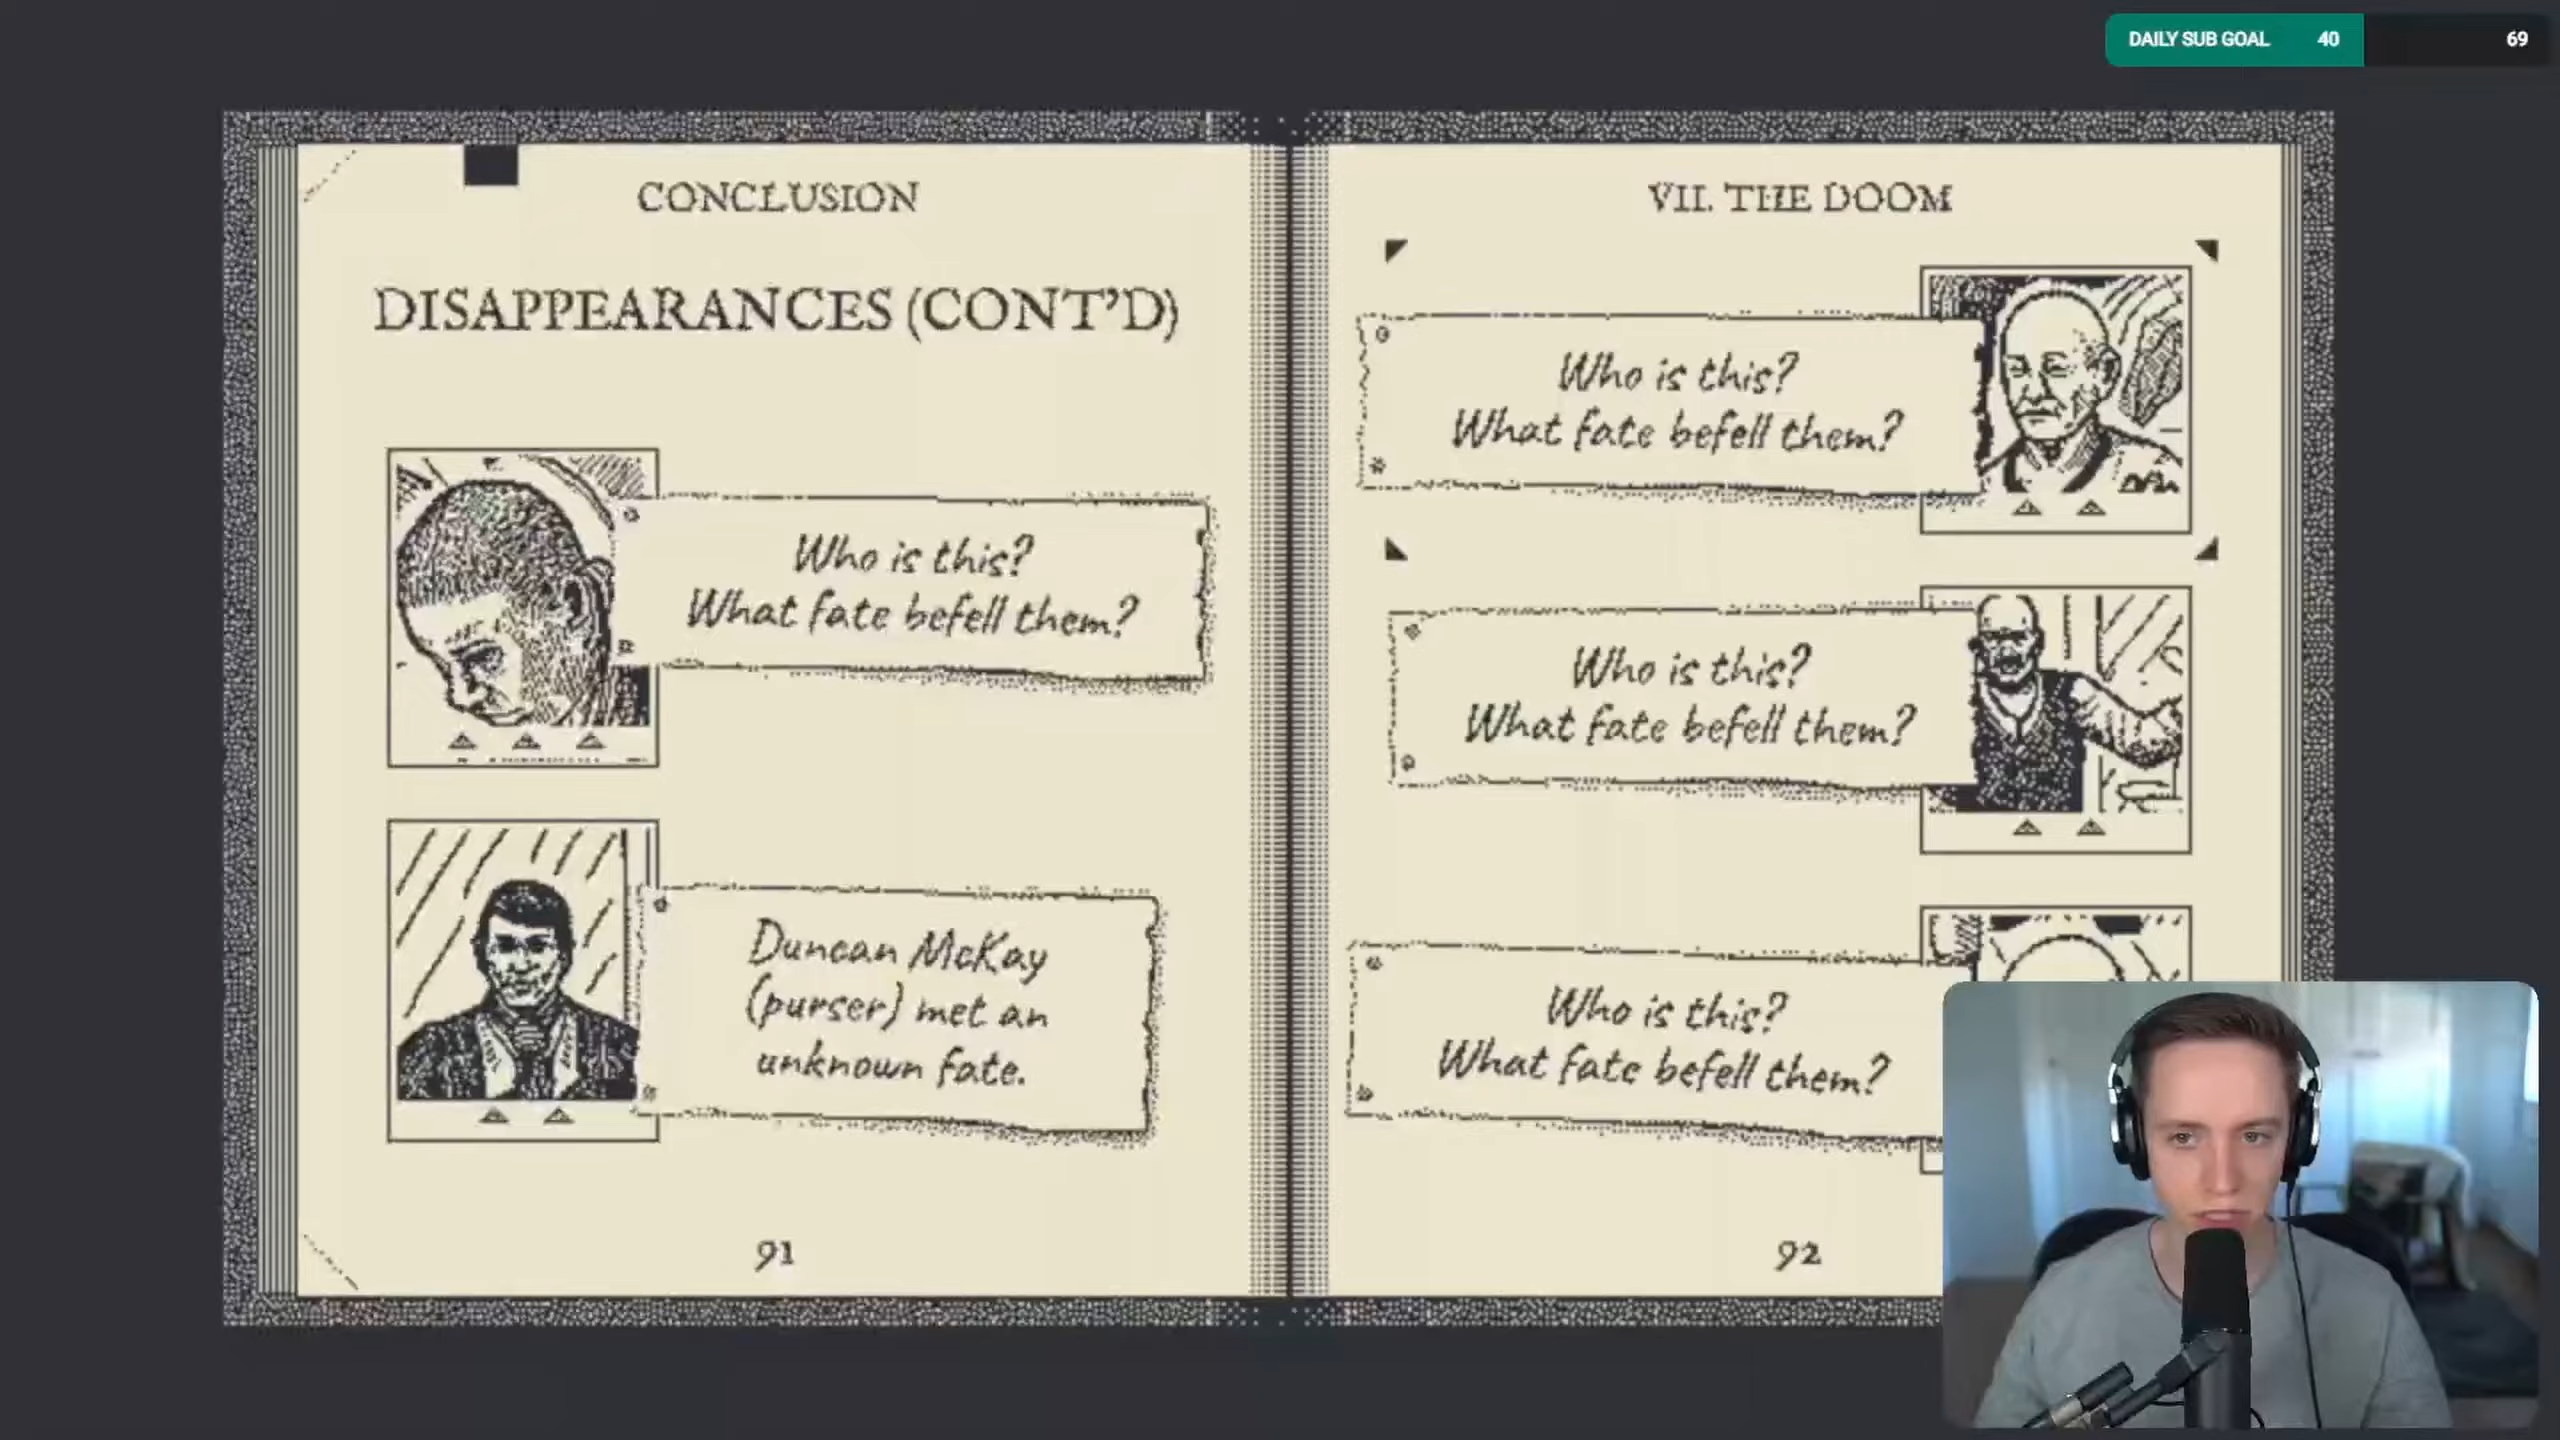 DAILY SUB GOAL 40 69
CONCLUSION
DISAPPEARANCES (CONT'D)
Who is this?
What fate befell them?
Duncan McKay
(purser) met an
unknown fate.
91
VII. THE DOOM
Who is this?
What fate befell them?
Who is this?
What fate befell them?
Who is this?
What fate befell them?
92